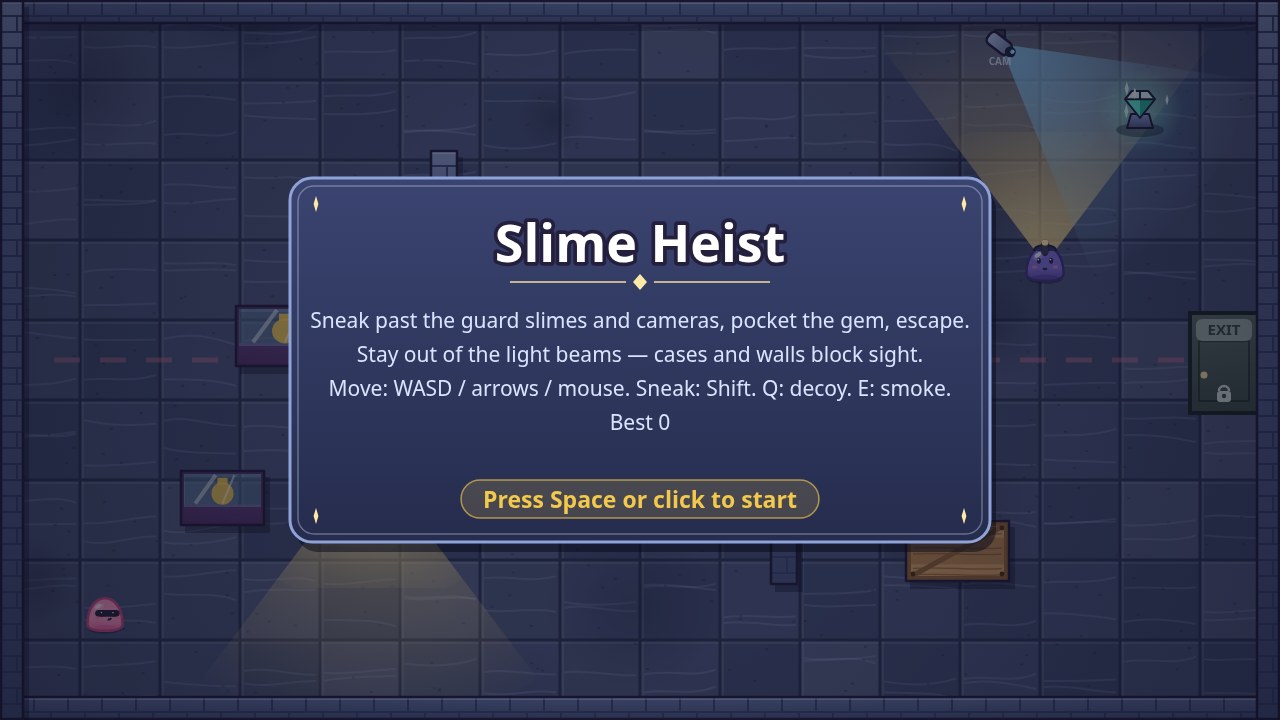 CAM
Slime Heist
Sneak past the guard slimes and cameras, pocket the gem, escape.
Stay out of the light beams — cases and walls block sight.
EXIT
Move: WASD / arrows / mouse. Sneak: Shift. Q: decoy. E: smoke.
Best 0
Press Space or click to start